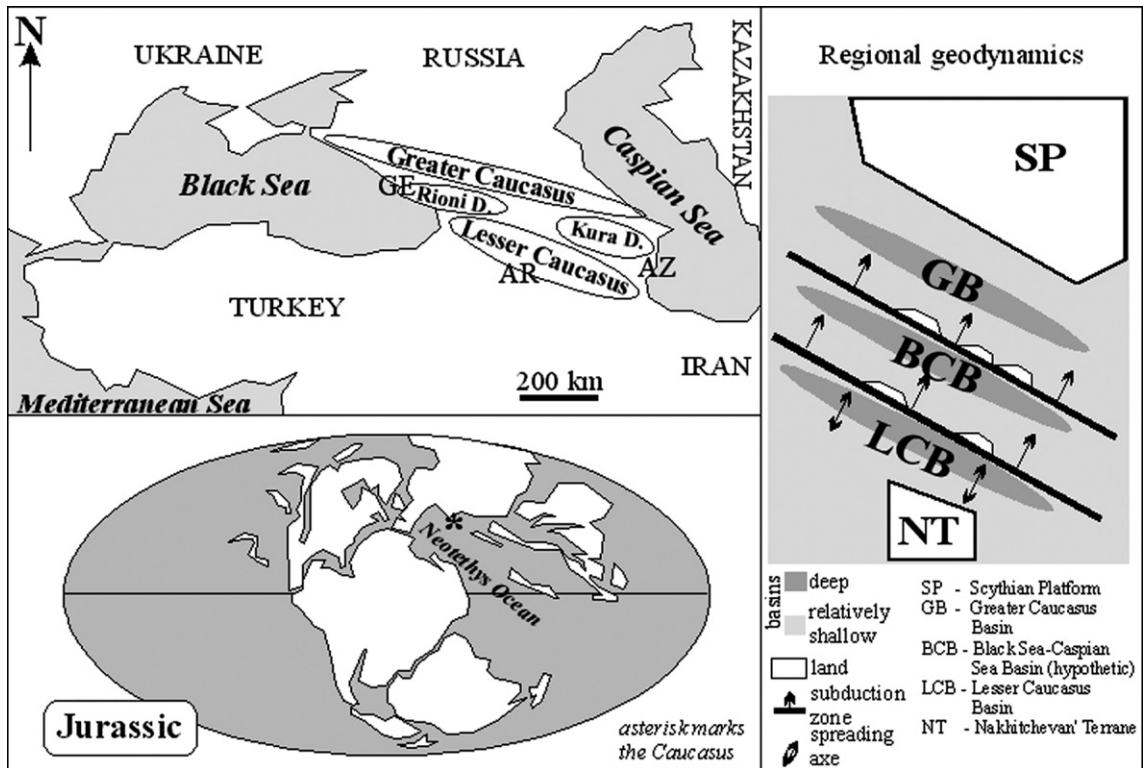 N
UKRAINE
RUSSIA
KAZAKHSTAN
Black Sea
Greater Caucasus
Caspian Sea
GE
Rioni D.
Kura D.
Lesser Caucasus
AR
AZ
TURKEY
IRAN
200 km
Mediterranean Sea
*
Neotethys Ocean
Jurassic
asterisk marks
the Caucasus
Regional geodynamics
SP
GB
BCB
LCB
NT
basins
deep
relatively
shallow
land
subduction
zone
spreading
axe
SP - Scythian Platform
GB - Greater Caucasus
Basin
BCB - Black Sea-Caspian
Sea Basin (hypothetic)
LCB - Lesser Caucasus
Basin
NT - Nakhitchevan' Terrane